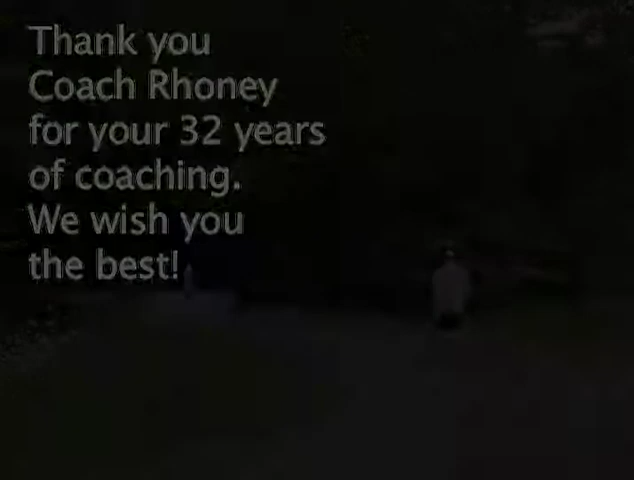 Thank you
Coach Rhoney
for your 32 years
of coaching.
We wish you
the best!